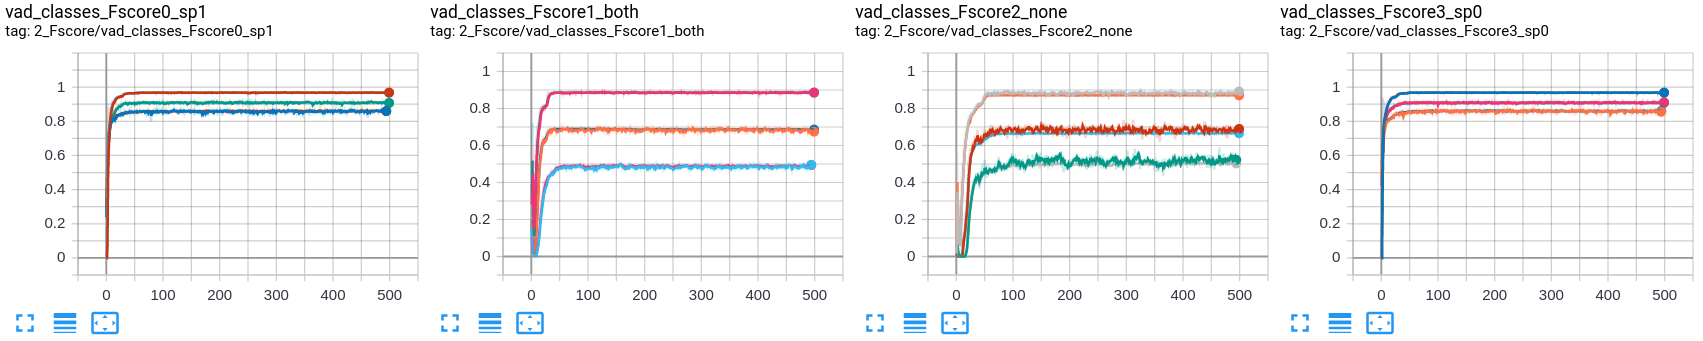 vad_classes_Fscore0_sp1
tag: 2_Fscore/vad_classes_Fscore0_sp1
1
0.8
0.6
0.4
0.2
0
0 100 200 300 400 500
vad_classes_Fscore1_both
tag: 2_Fscore/vad_classes_Fscore1_both
1
0.8
0.6
0.4
0.2
0
0 100 200 300 400 500
vad_classes_Fscore2_none
tag: 2_Fscore/vad_classes_Fscore2_none
1
0.8
0.6
0.4
0.2
0
0 100 200 300 400 500
vad_classes_Fscore3_sp0
tag: 2_Fscore/vad_classes_Fscore3_sp0
1
0.8
0.6
0.4
0.2
0
0 100 200 300 400 500